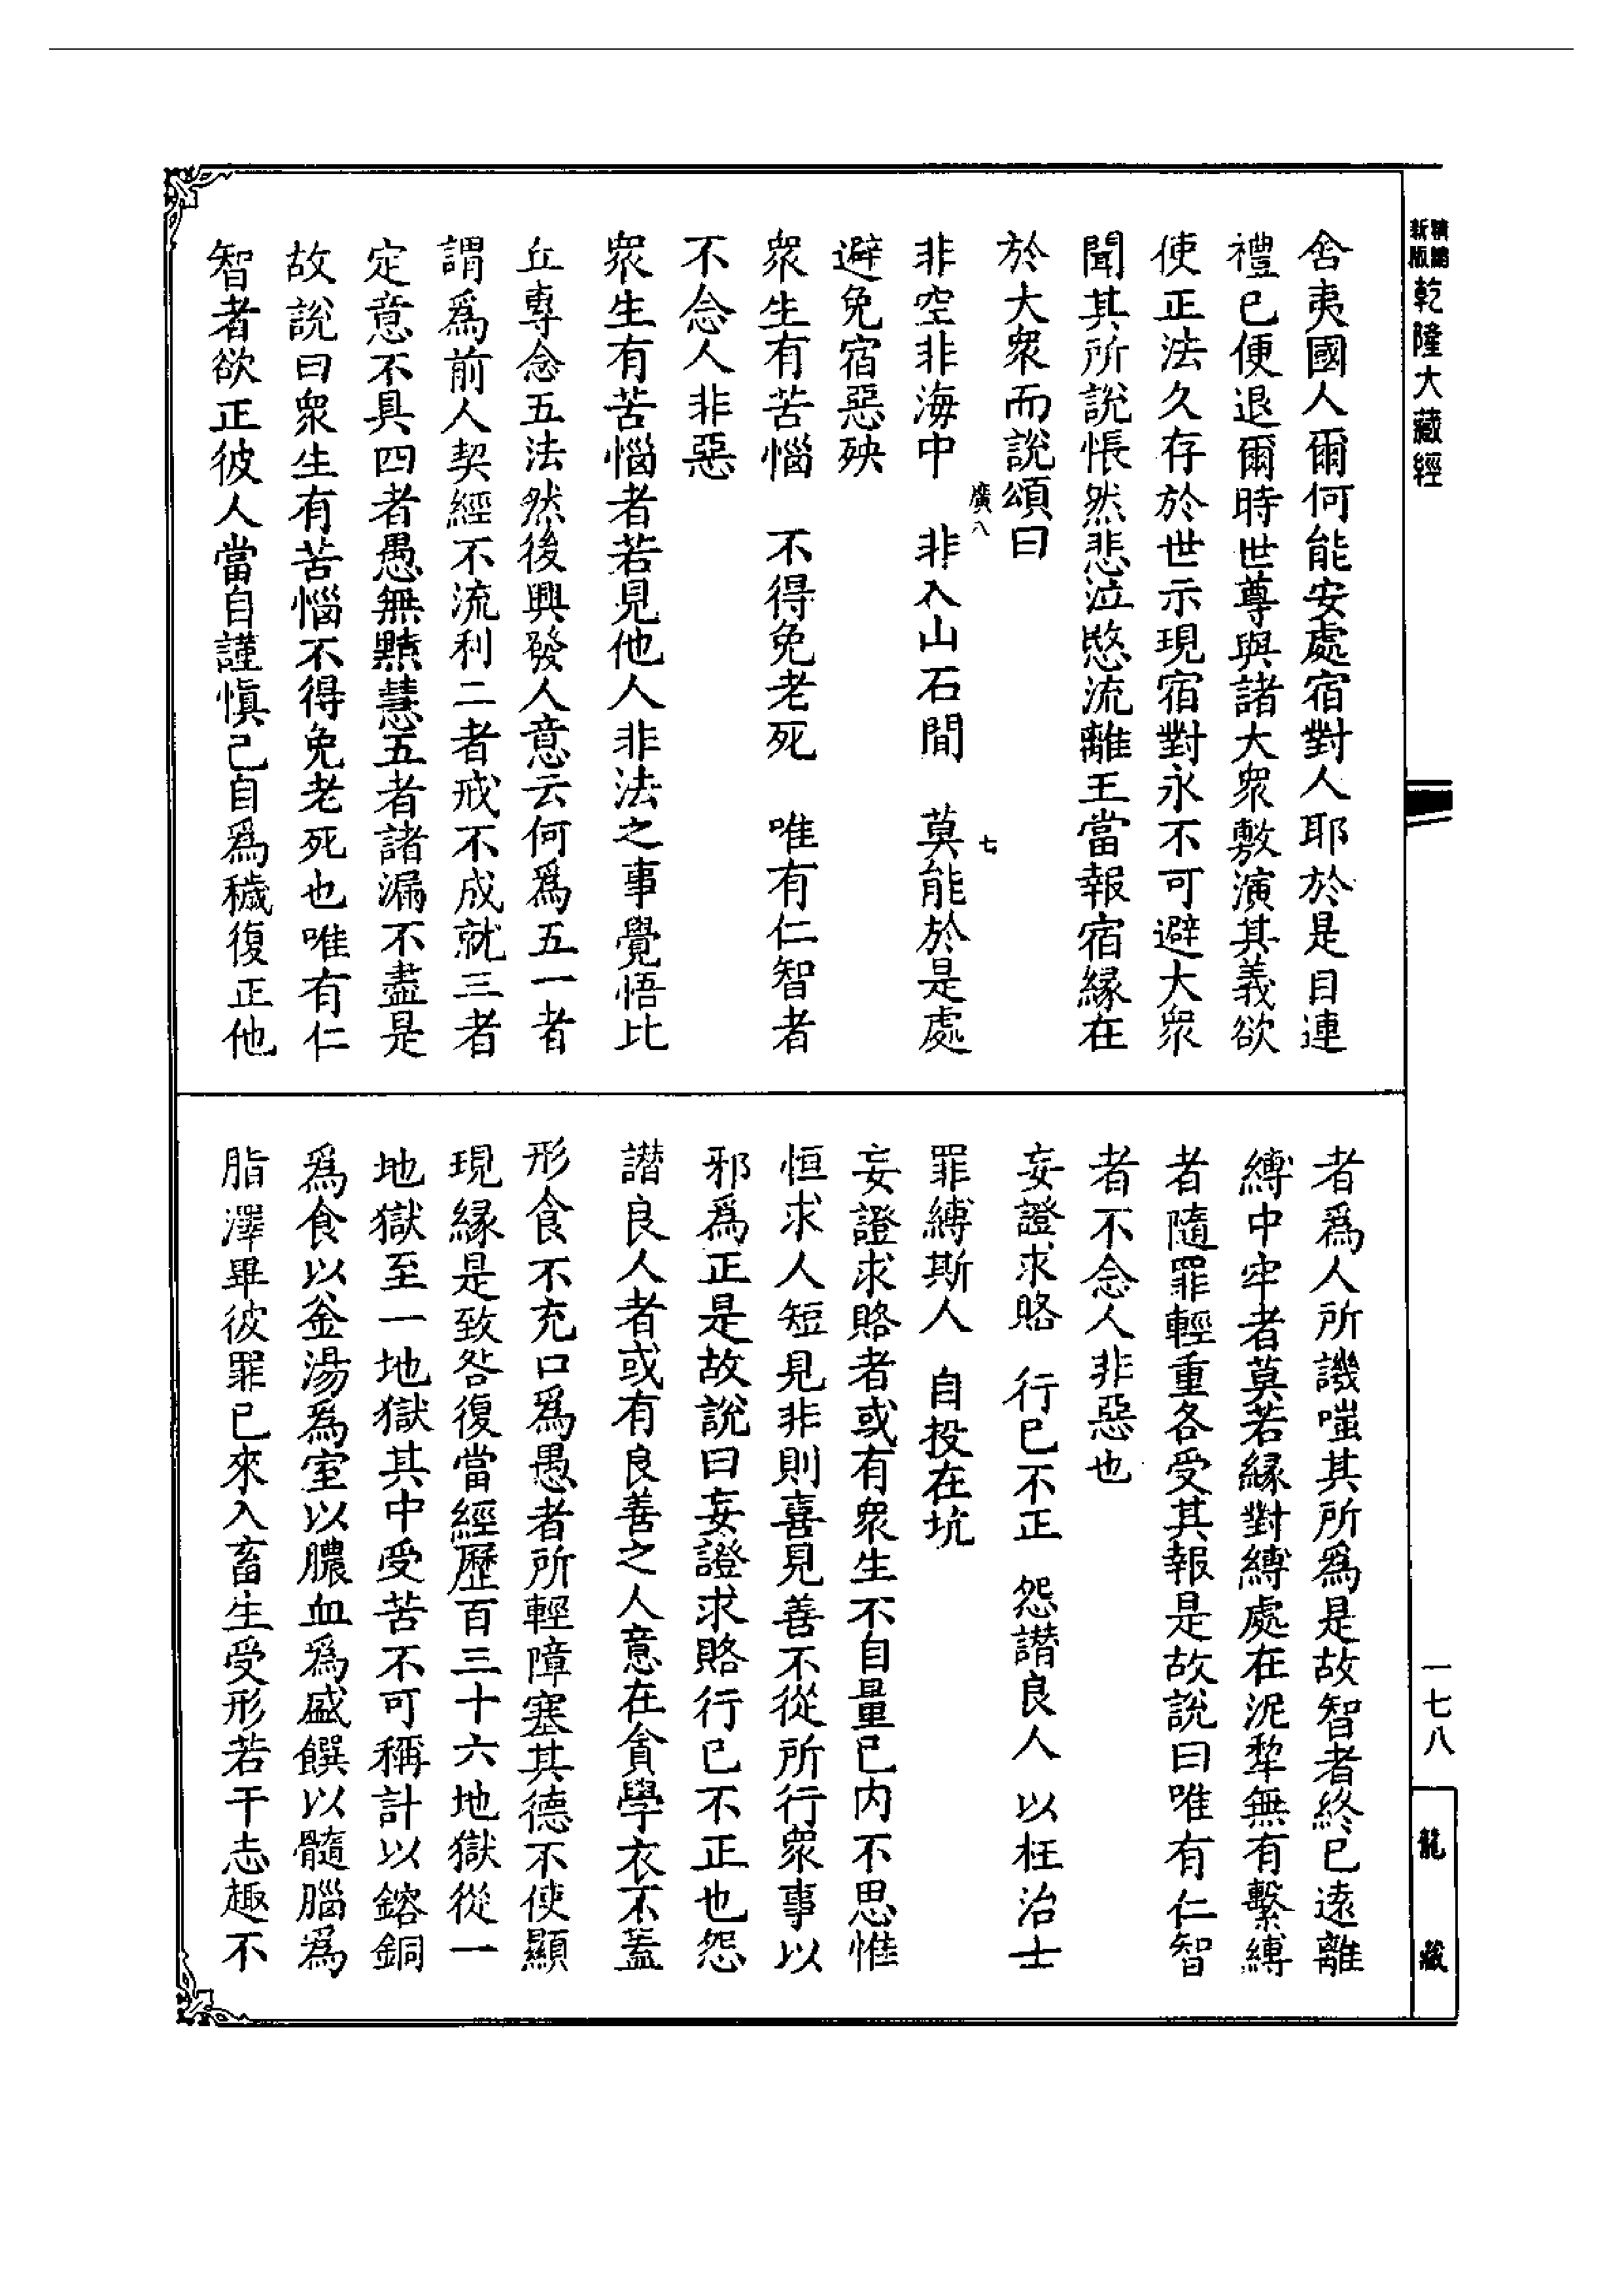 新版
乾隆大藏經
一七八
龍藏
舍夷國人爾何能安處宿對人耶於是目連
禮已便退爾時世尊與諸大衆敷演其義欲
使正法久存於世示現宿對永不可避大衆
聞其所說悵然悲泣愍流離王當報宿緣在
於大衆而說頌曰
廣八
七
非空非海中　非入山石間　莫能於是處
避免宿惡殃
衆生有苦惱　不得免老死　唯有仁智者
不念人非惡
衆生有苦惱者若見他人非法之事覺悟比
丘專念五法然後興發人意云何爲五一者
謂爲前人契經不流利二者戒不成就三者
定意不具四者愚無黠慧五者諸漏不盡是
故說曰衆生有苦惱不得免老死也唯有仁
智者欲正彼人當自謹慎己自爲穢復正他
者爲人所譏嗤其所爲是故智者終已遠離
縛中牢者莫若緣對縛處在泥犁無有繫縛
者隨罪輕重各受其報是故說曰唯有仁智
者不念人非惡也
妄證求賂　行已不正　怨譖良人　以枉治士
罪縛斯人　自投在坑
妄證求賂者或有衆生不自量已内不思惟
恒求人短見非則喜見善不從所行衆事以
邪爲正是故說曰妄證求賂行已不正也怨
譖良人者或有良善之人意在貪學衣不蓋
形食不充口爲愚者所輕障塞其德不使顯
現緣是致咎復當經歷百三十六地獄從一
地獄至一地獄其中受苦不可稱計以鎔銅
爲食以釜湯爲室以膿血爲盛饌以髓腦爲
脂澤畢彼罪已來入畜生受形若干志趣不